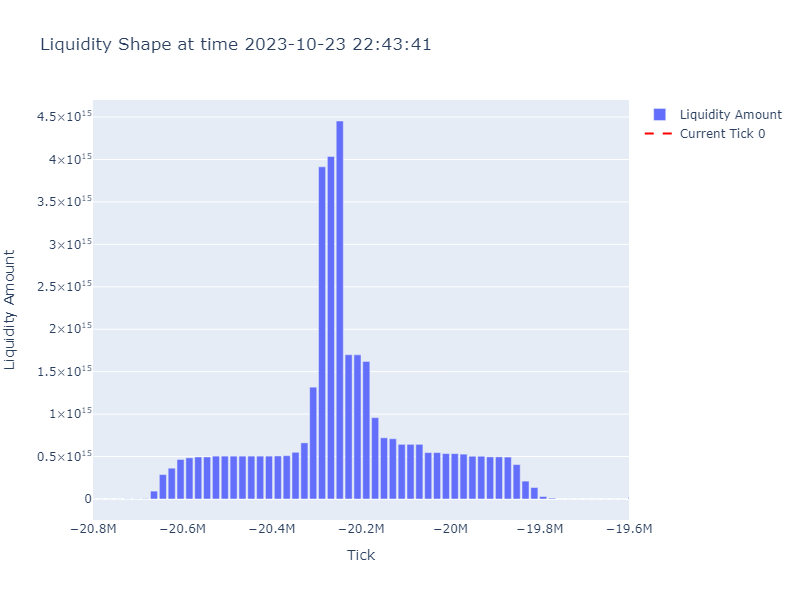 Liquidity Shape at time 2023-10-23 22:43:41
Liquidity Amount
Current Tick 0
4.5×10¹⁵
4×10¹⁵
3.5×10¹⁵
3×10¹⁵
2.5×10¹⁵
2×10¹⁵
1.5×10¹⁵
1×10¹⁵
0.5×10¹⁵
0
Liquidity Amount
−20.8M −20.6M −20.4M −20.2M −20M −19.8M −19.6M
Tick